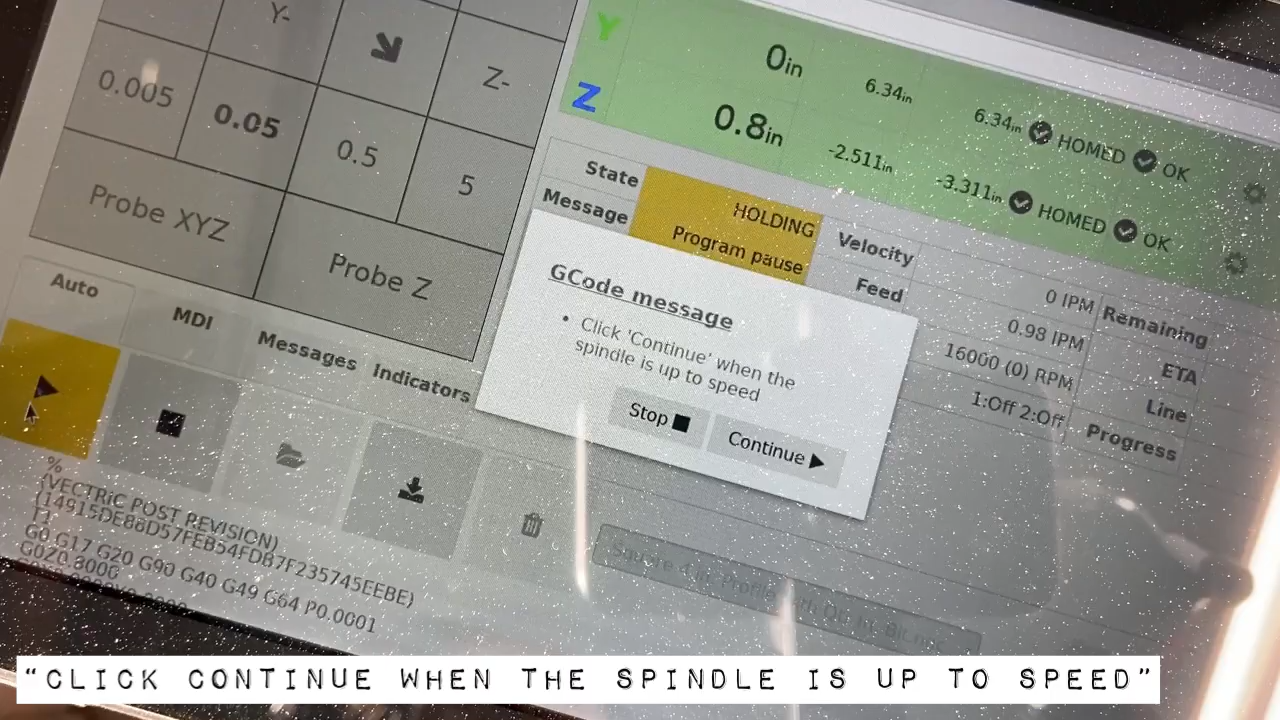 Y-
Z-
0.005
0.05
0.5
5
Probe XYZ
Probe Z
Y 0in 6.34in 6.34in HOMED OK
Z 0.8in -2.511in -3.311in HOMED OK
State HOLDING
Message Program pause
Velocity 0 IPM
Feed 0.98 IPM
16000 (0) RPM
1:Off 2:Off
Remaining
ETA
Line
Progress
GCode message
• Click 'Continue' when the
spindle is up to speed
Stop
Continue
Auto
MDI
Messages
Indicators
%
(VECTRIC POST REVISION)
(14915DE88D57FEB54FDB7F235745EEBE)
T1
G0 G17 G20 G90 G40 G49 G64 P0.0001
G0Z0.8000
"CLICK CONTINUE WHEN THE SPINDLE IS UP TO SPEED"